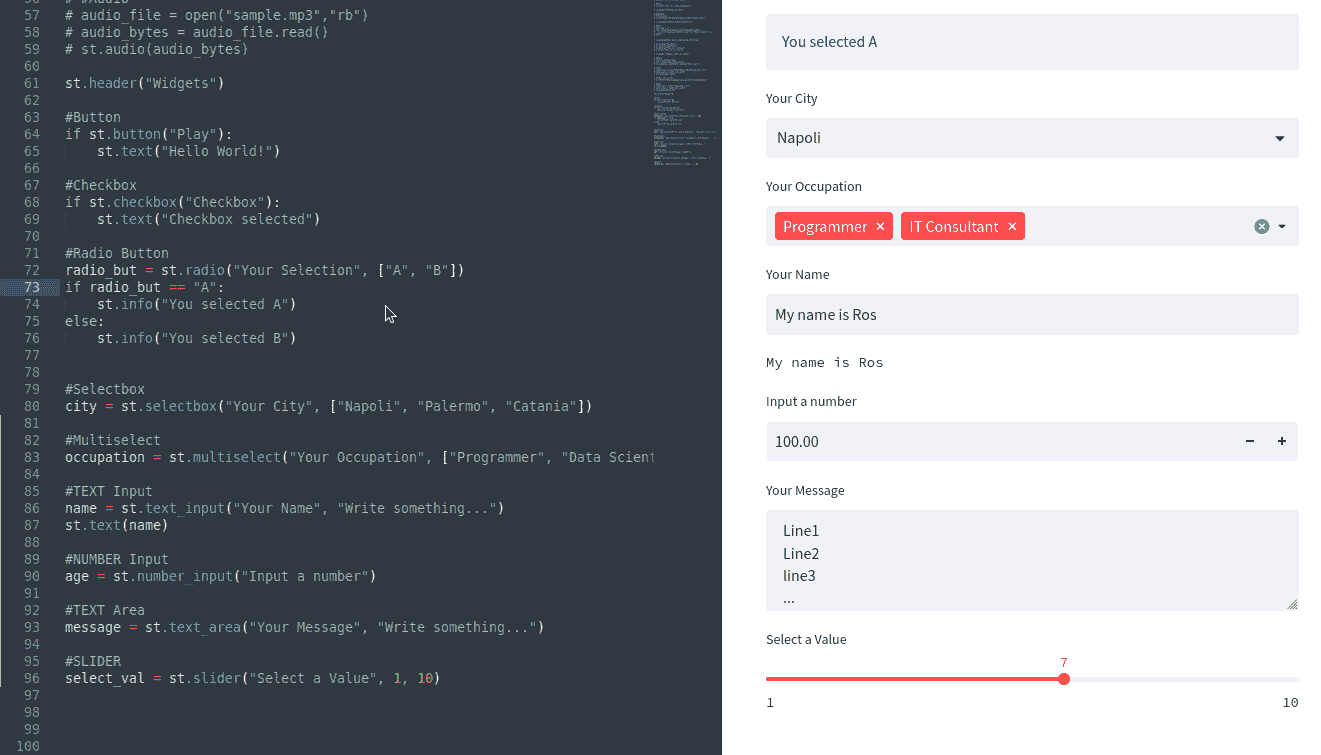 56 # #Audio
57 # audio_file = open("sample.mp3","rb")
58 # audio_bytes = audio_file.read()
59 # st.audio(audio_bytes)
60
61 st.header("Widgets")
62
63 #Button
64 if st.button("Play"):
65 st.text("Hello World!")
66
67 #Checkbox
68 if st.checkbox("Checkbox"):
69 st.text("Checkbox selected")
70
71 #Radio Button
72 radio_but = st.radio("Your Selection", ["A", "B"])
73 if radio_but == "A":
74 st.info("You selected A")
75 else:
76 st.info("You selected B")
77
78
79 #Selectbox
80 city = st.selectbox("Your City", ["Napoli", "Palermo", "Catania"])
81
82 #Multiselect
83 occupation = st.multiselect("Your Occupation", ["Programmer", "Data Scient
84
85 #TEXT Input
86 name = st.text_input("Your Name", "Write something...")
87 st.text(name)
88
89 #NUMBER Input
90 age = st.number_input("Input a number")
91
92 #TEXT Area
93 message = st.text_area("Your Message", "Write something...")
94
95 #SLIDER
96 select_val = st.slider("Select a Value", 1, 10)
97
98
99
100
You selected A
Your City
Napoli
Your Occupation
Programmer × IT Consultant ×
Your Name
My name is Ros
My name is Ros
Input a number
100.00 − +
Your Message
Line1
Line2
line3
...
Select a Value
7
1 10